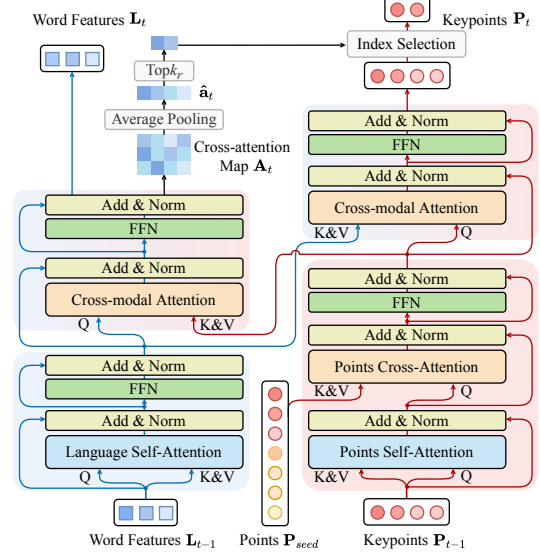 Word Features L_t
Keypoints P_t
Index Selection
Topk_r
â_t
Average Pooling
Cross-attention
Map A_t
Add & Norm
FFN
Add & Norm
Cross-modal Attention
K&V
Q
Add & Norm
FFN
Add & Norm
Cross-modal Attention
Q
K&V
Add & Norm
FFN
Add & Norm
Points Cross-Attention
K&V
Q
Add & Norm
FFN
Add & Norm
Language Self-Attention
Q
K&V
Add & Norm
Points Self-Attention
K&V
Q
Word Features L_{t−1}
Points P_{seed}
Keypoints P_{t−1}